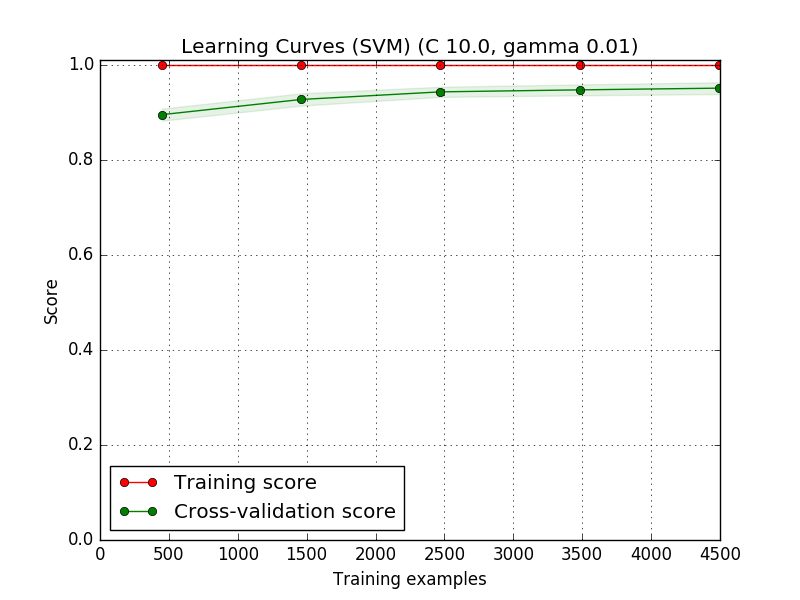 Learning Curves (SVM) (C 10.0, gamma 0.01)
1.0
0.8
0.6
0.4
0.2
0.0
Score
Training score
Cross-validation score
0 500 1000 1500 2000 2500 3000 3500 4000 4500
Training examples